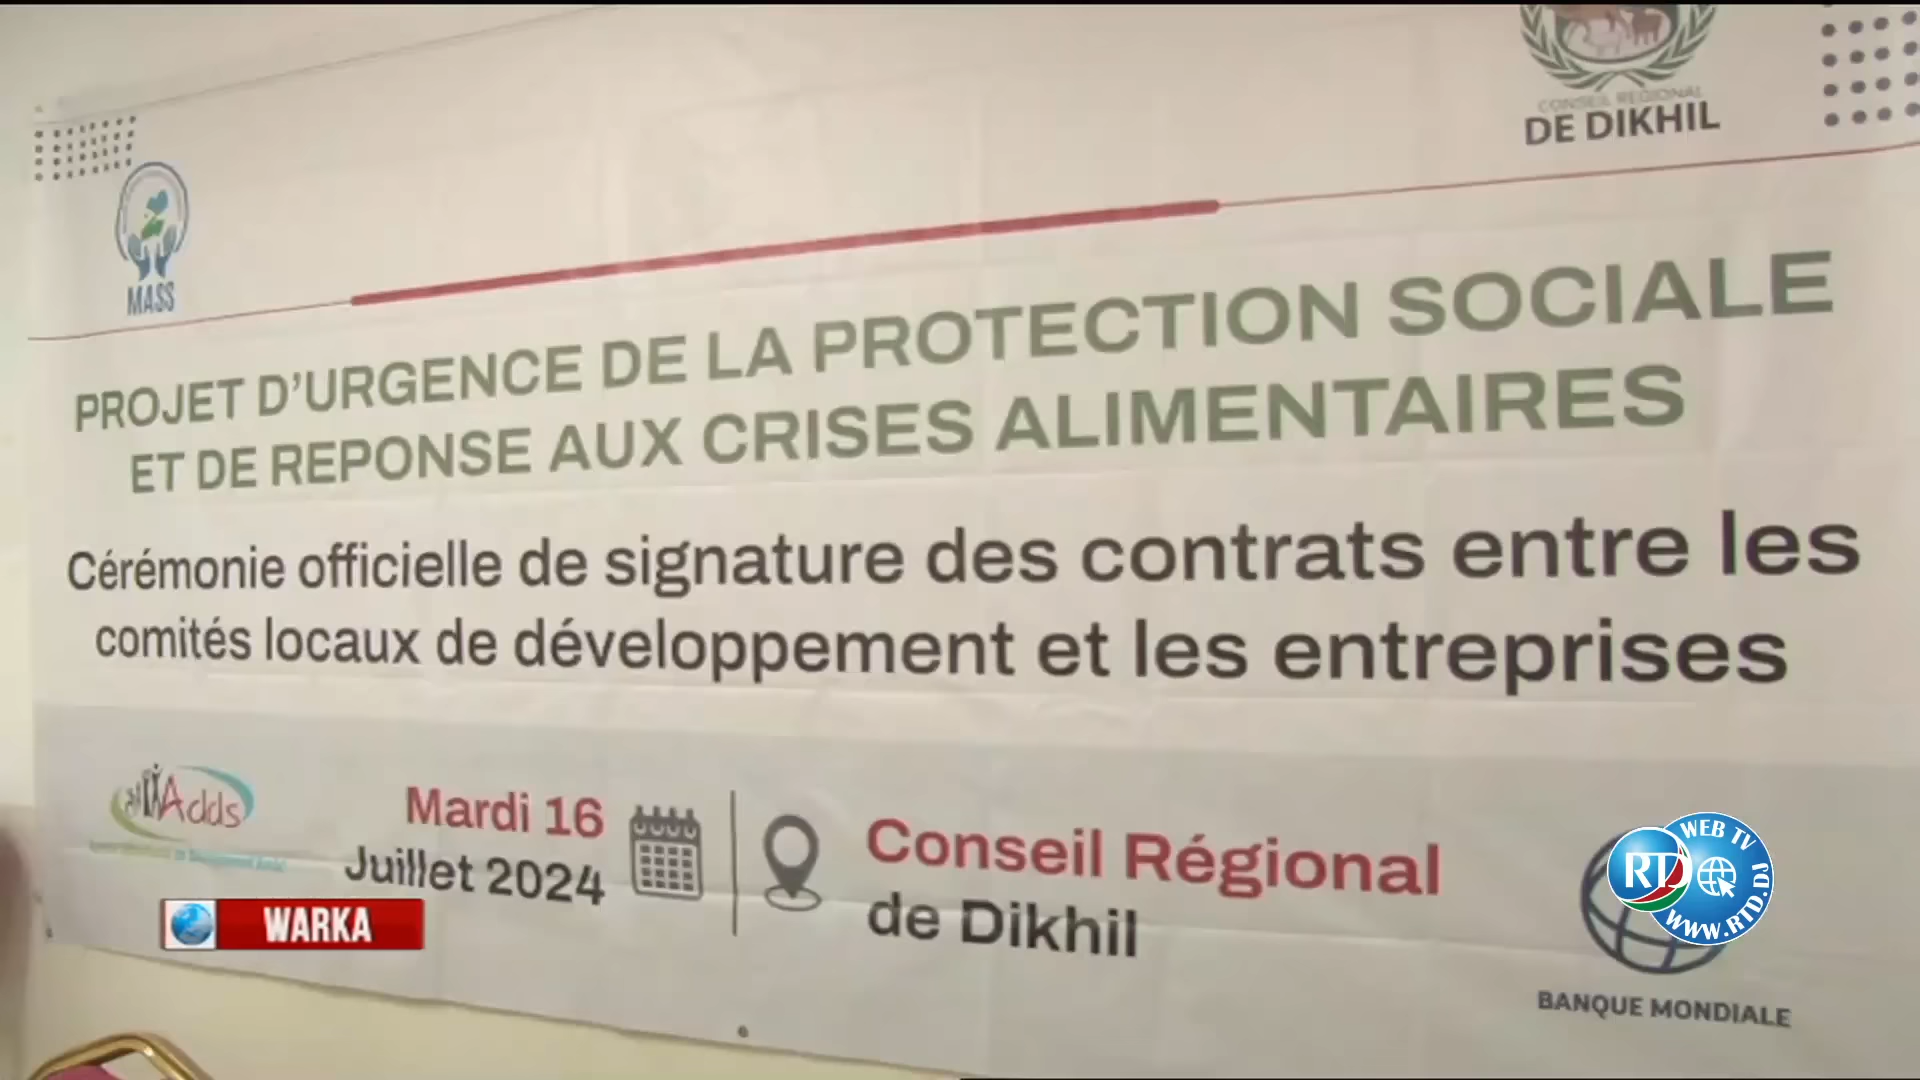 CONSEIL RÉGIONAL
DE DIKHIL
MASS
PROJET D'URGENCE DE LA PROTECTION SOCIALE
ET DE REPONSE AUX CRISES ALIMENTAIRES
Cérémonie officielle de signature des contrats entre les
comités locaux de développement et les entreprises
Adds
Mardi 16
Juillet 2024
Conseil Régional
de Dikhil
WARKA
WEB TV
RTD
WWW.RTD.DJ
BANQUE MONDIALE